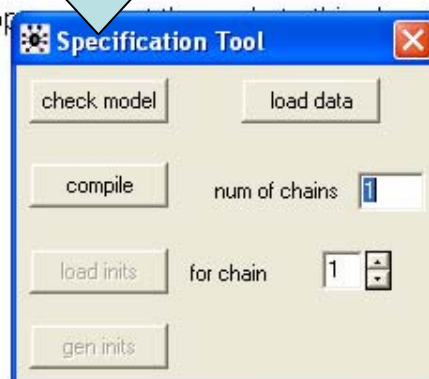 Specification Tool
check model load data
compile num of chains 1
load inits for chain 1
gen inits